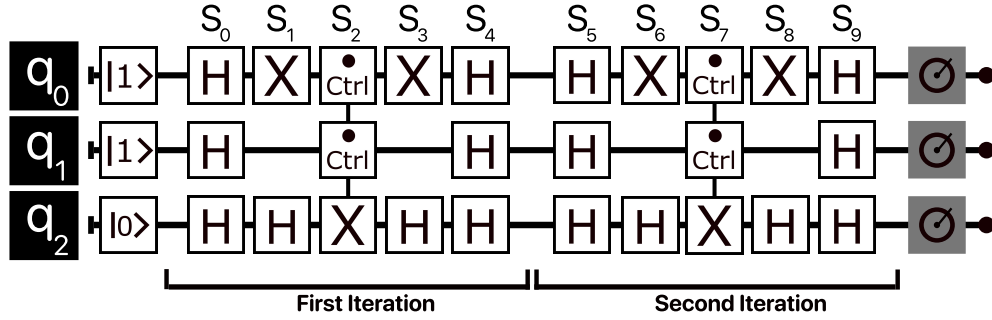 S0 S1 S2 S3 S4 S5 S6 S7 S8 S9
q0 |1> H X Ctrl X H H X Ctrl X H
q1 |1> H Ctrl H H Ctrl H
q2 |0> H H X H H H H X H H
First Iteration Second Iteration